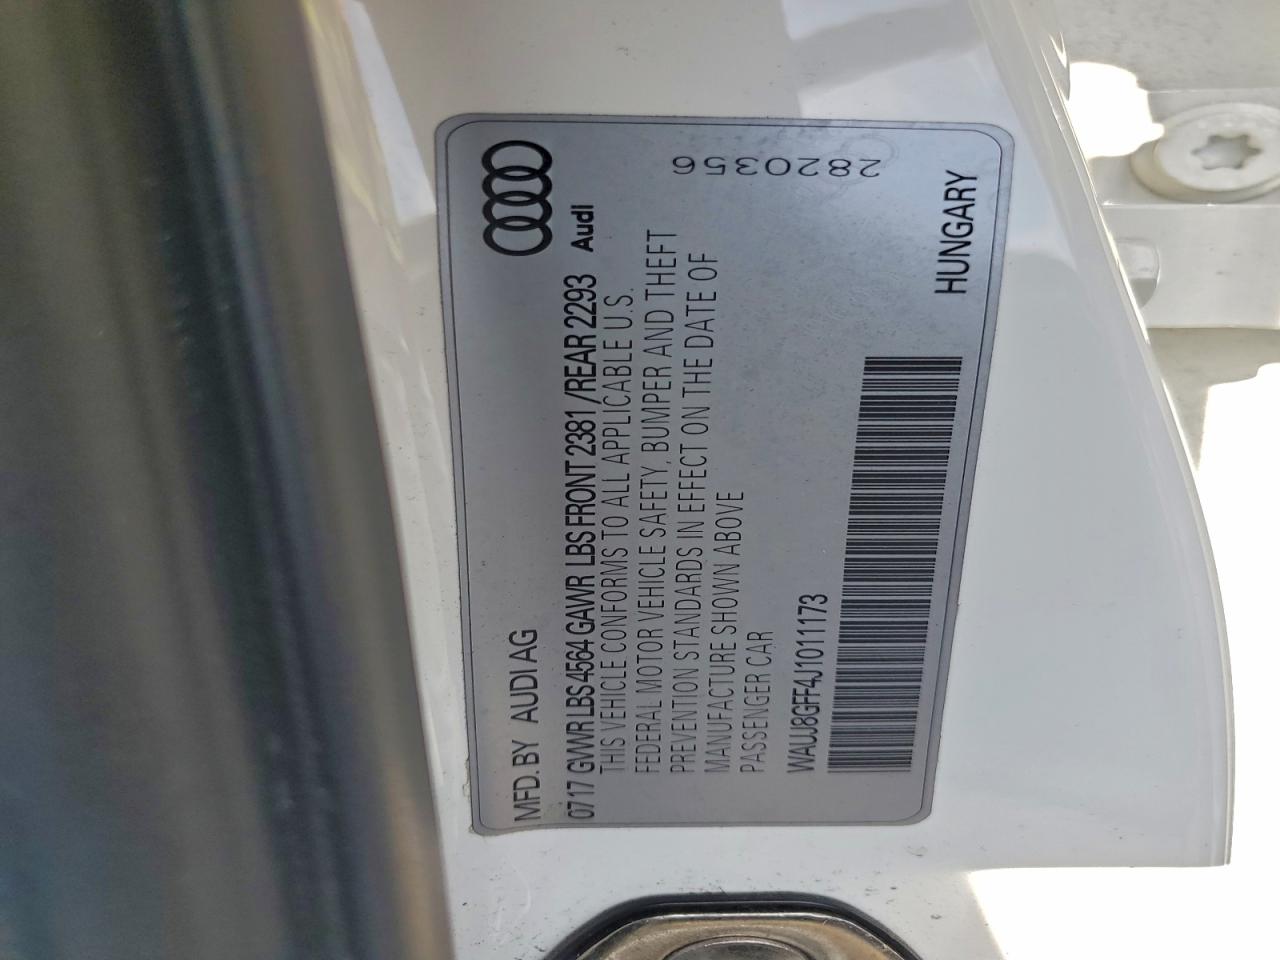 MFD. BY AUDI AG
0717 GVWR LBS 4564 GAWR LBS FRONT 2381 /REAR 2293
Audi
THIS VEHICLE CONFORMS TO ALL APPLICABLE U.S.
FEDERAL MOTOR VEHICLE SAFETY, BUMPER AND THEFT
PREVENTION STANDARDS IN EFFECT ON THE DATE OF
MANUFACTURE SHOWN ABOVE
PASSENGER CAR
2820356
WAUJ8GFF4J1011173
HUNGARY